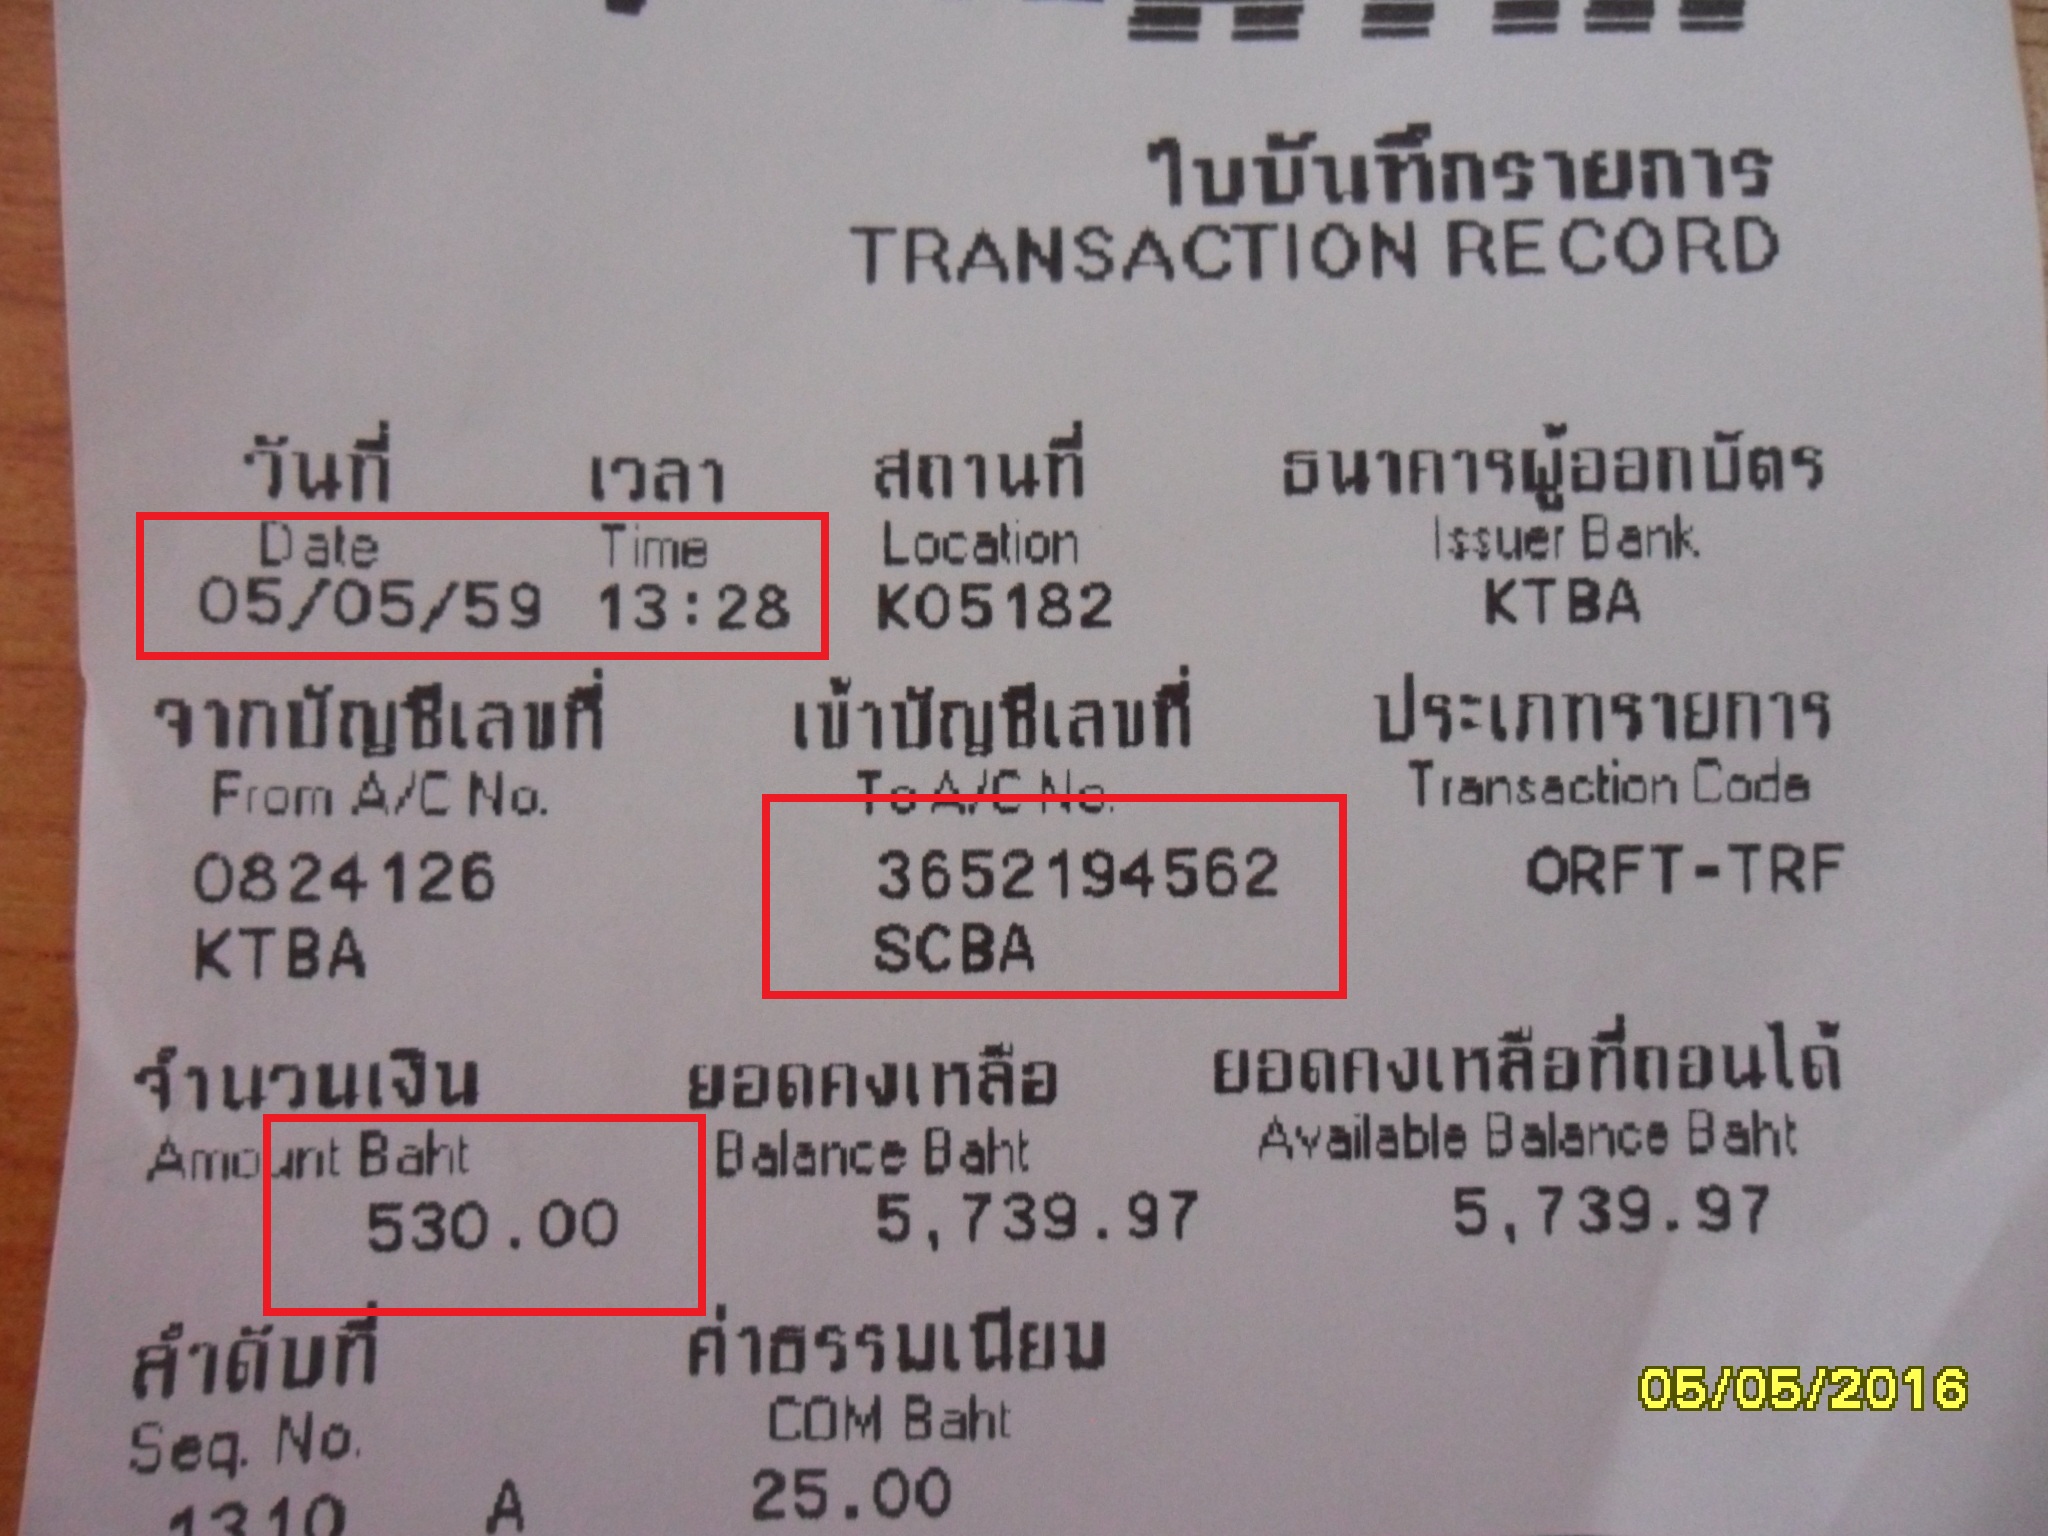 ใบบันทึกรายการ
TRANSACTION RECORD
วันที่ เวลา สถานที่ ธนาคารผู้ออกบัตร
Date Time Location Issuer Bank
05/05/59 13:28 K05182 KTBA
จากบัญชีเลขที่ เข้าบัญชีเลขที่ ประเภทรายการ
From A/C No. To A/C No. Transaction Code
0824126 3652194562 ORFT-TRF
KTBA SCBA
จำนวนเงิน ยอดคงเหลือ ยอดคงเหลือที่ถอนได้
Amount Baht Balance Baht Available Balance Baht
530.00 5,739.97 5,739.97
ลำดับที่ ค่าธรรมเนียม
Seq. No. COM Baht
1310 A 25.00
05/05/2016